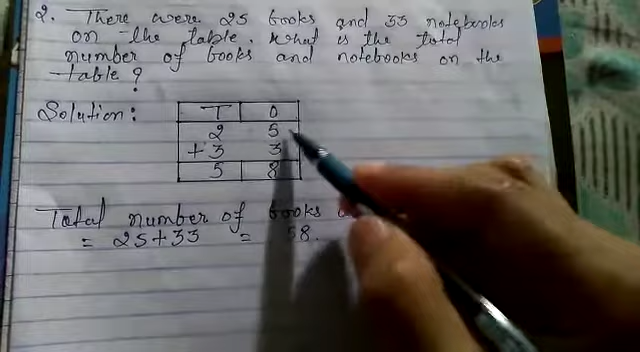 2. There were 25 books and 33 notebooks
on the table. What is the total
number of books and notebooks on the
table?
Solution:
T O
2 5
+3 3
5 8
Total number of books
= 25+33 = 58.